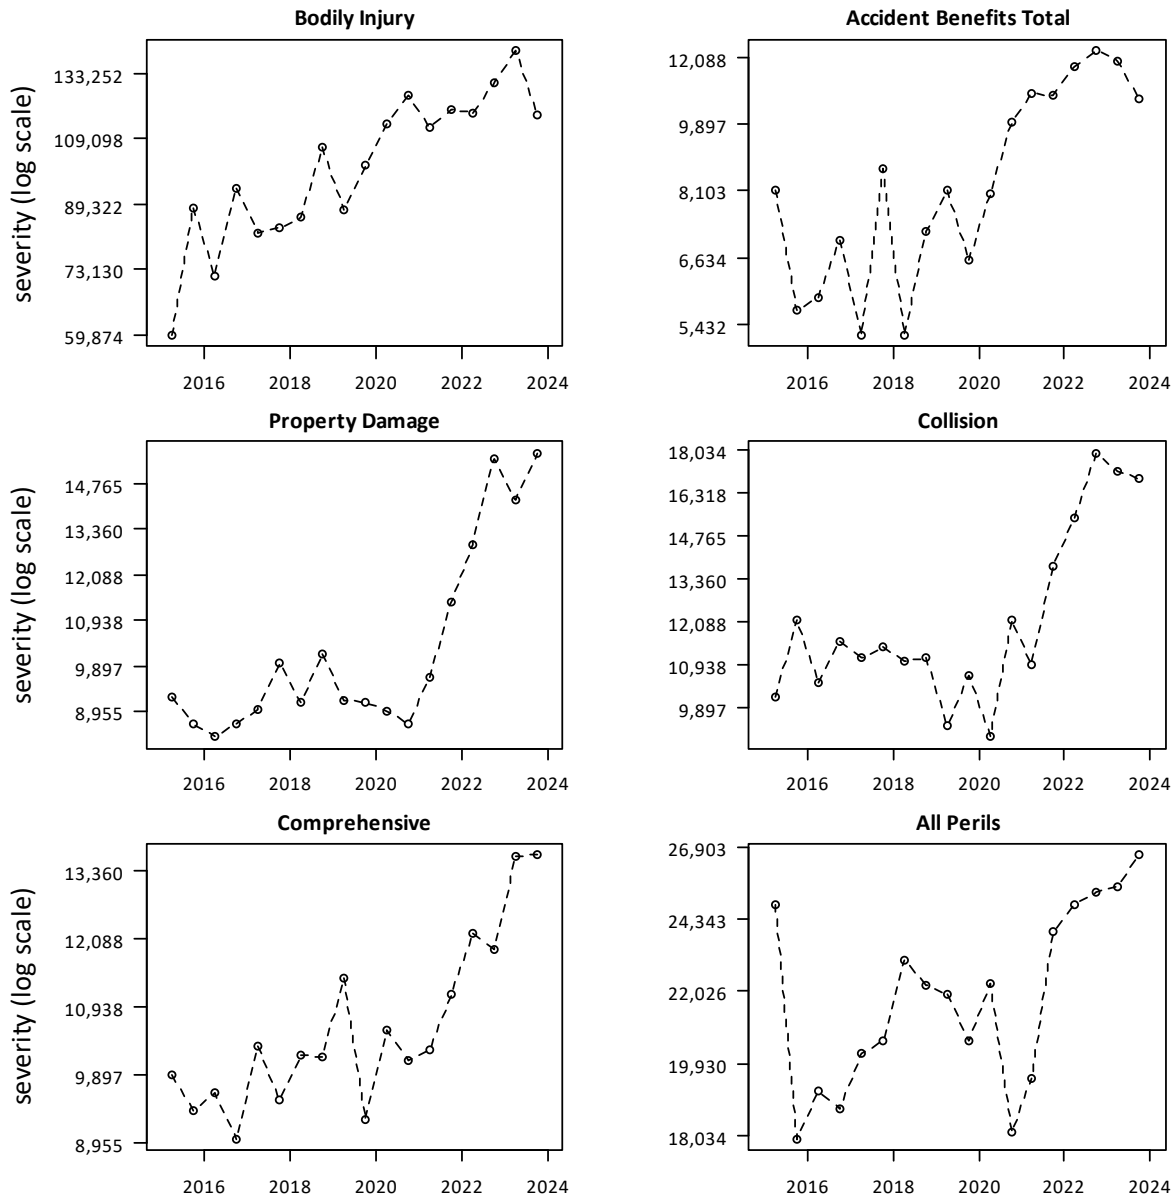 Bodily Injury
severity (log scale)
133,252
109,098
89,322
73,130
59,874
2016 2018 2020 2022 2024
Accident Benefits Total
12,088
9,897
8,103
6,634
5,432
2016 2018 2020 2022 2024
Property Damage
severity (log scale)
14,765
13,360
12,088
10,938
9,897
8,955
2016 2018 2020 2022 2024
Collision
18,034
16,318
14,765
13,360
12,088
10,938
9,897
2016 2018 2020 2022 2024
Comprehensive
severity (log scale)
13,360
12,088
10,938
9,897
8,955
2016 2018 2020 2022 2024
All Perils
26,903
24,343
22,026
19,930
18,034
2016 2018 2020 2022 2024